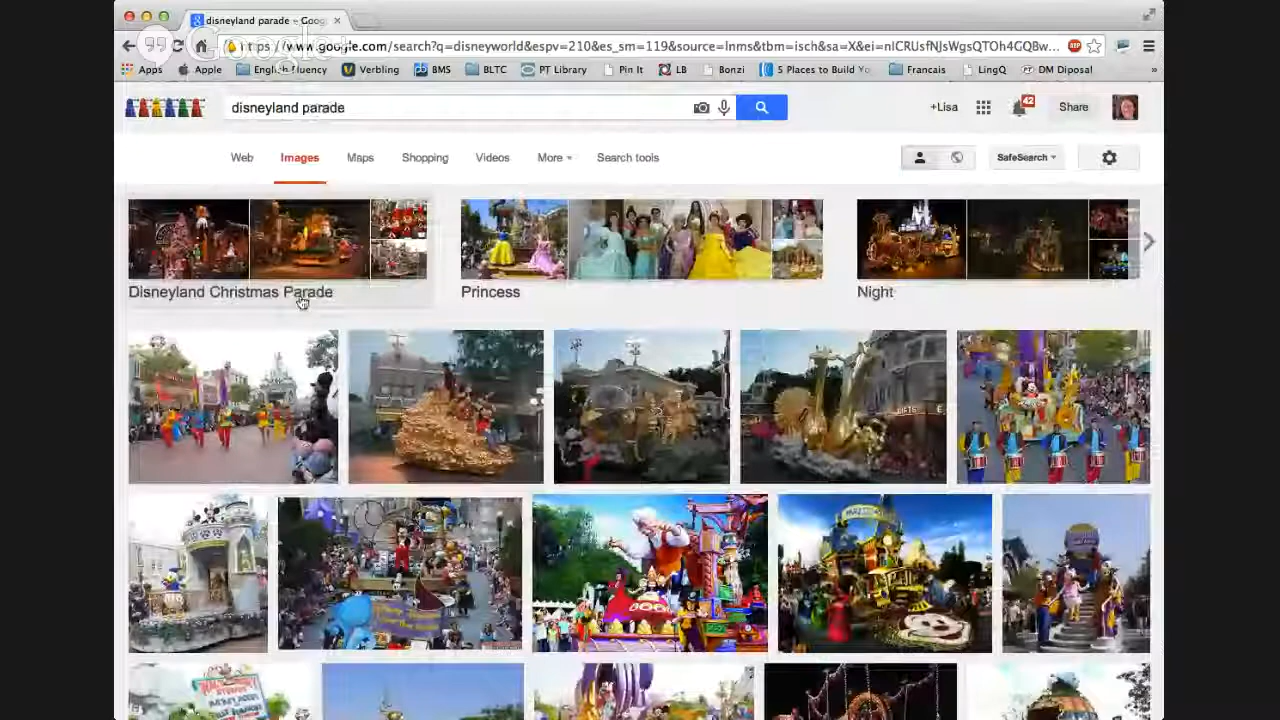 disneyland parade - Goog
Google+
https://www.google.com/search?q=disneyworld&espv=210&es_sm=119&source=lnms&tbm=isch&sa=X&ei=nICRUsfNJsWgsQTOh4GQBw...
ABP
Apps Apple English fluency Verbling BMS BLTC PT Library Pin It LB Bonzi 5 Places to Build Yo Francais LingQ DM Diposal »
disneyland parade
+Lisa 42 Share
Web Images Maps Shopping Videos More Search tools SafeSearch
Disneyland Christmas Parade Princess Night